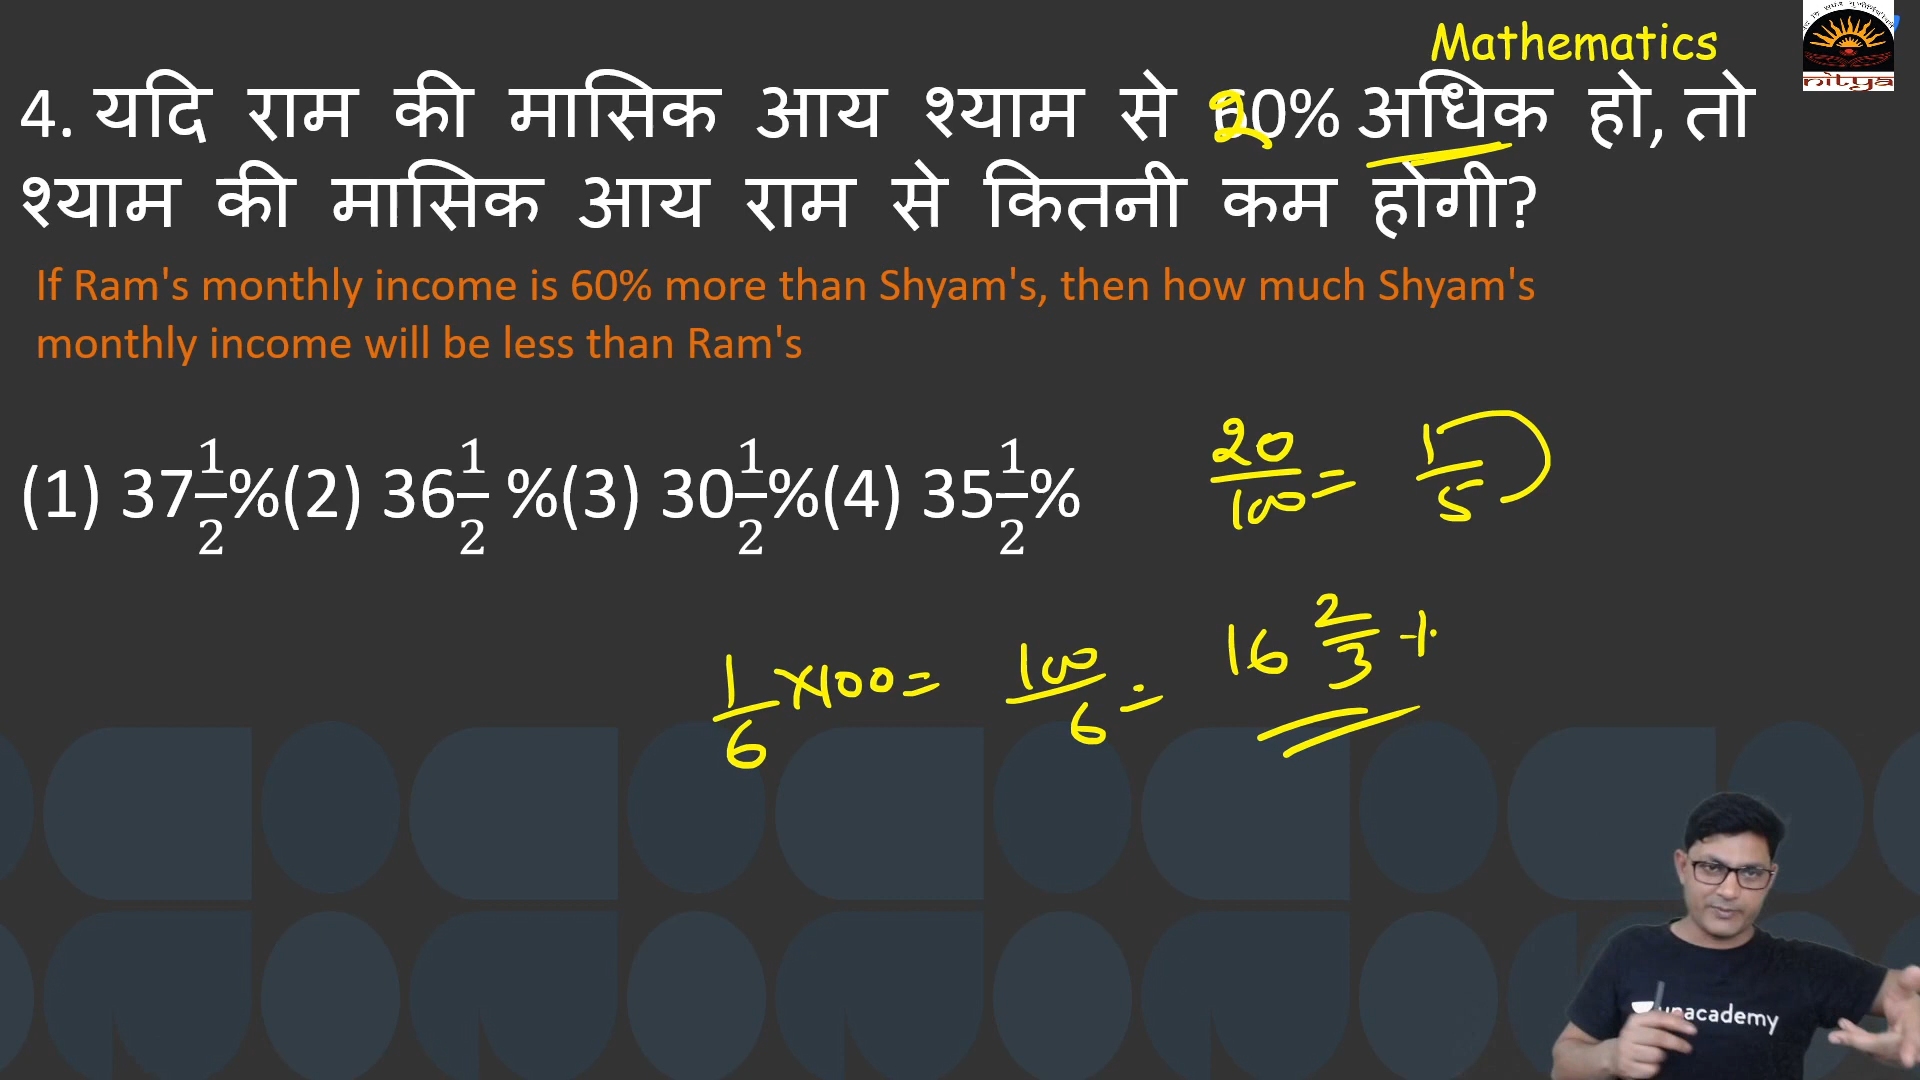 Mathematics
nitya
4. यदि राम की मासिक आय श्याम से 60% अधिक हो, तो
2
श्याम की मासिक आय राम से कितनी कम होगी?
If Ram's monthly income is 60% more than Shyam's, then how much Shyam's
monthly income will be less than Ram's
(1) 37 1/2 %(2) 36 1/2 %(3) 30 1/2 %(4) 35 1/2 %
20/100 = 1/5
1/6 ×100 = 100/6 = 16 2/3 %
unacademy